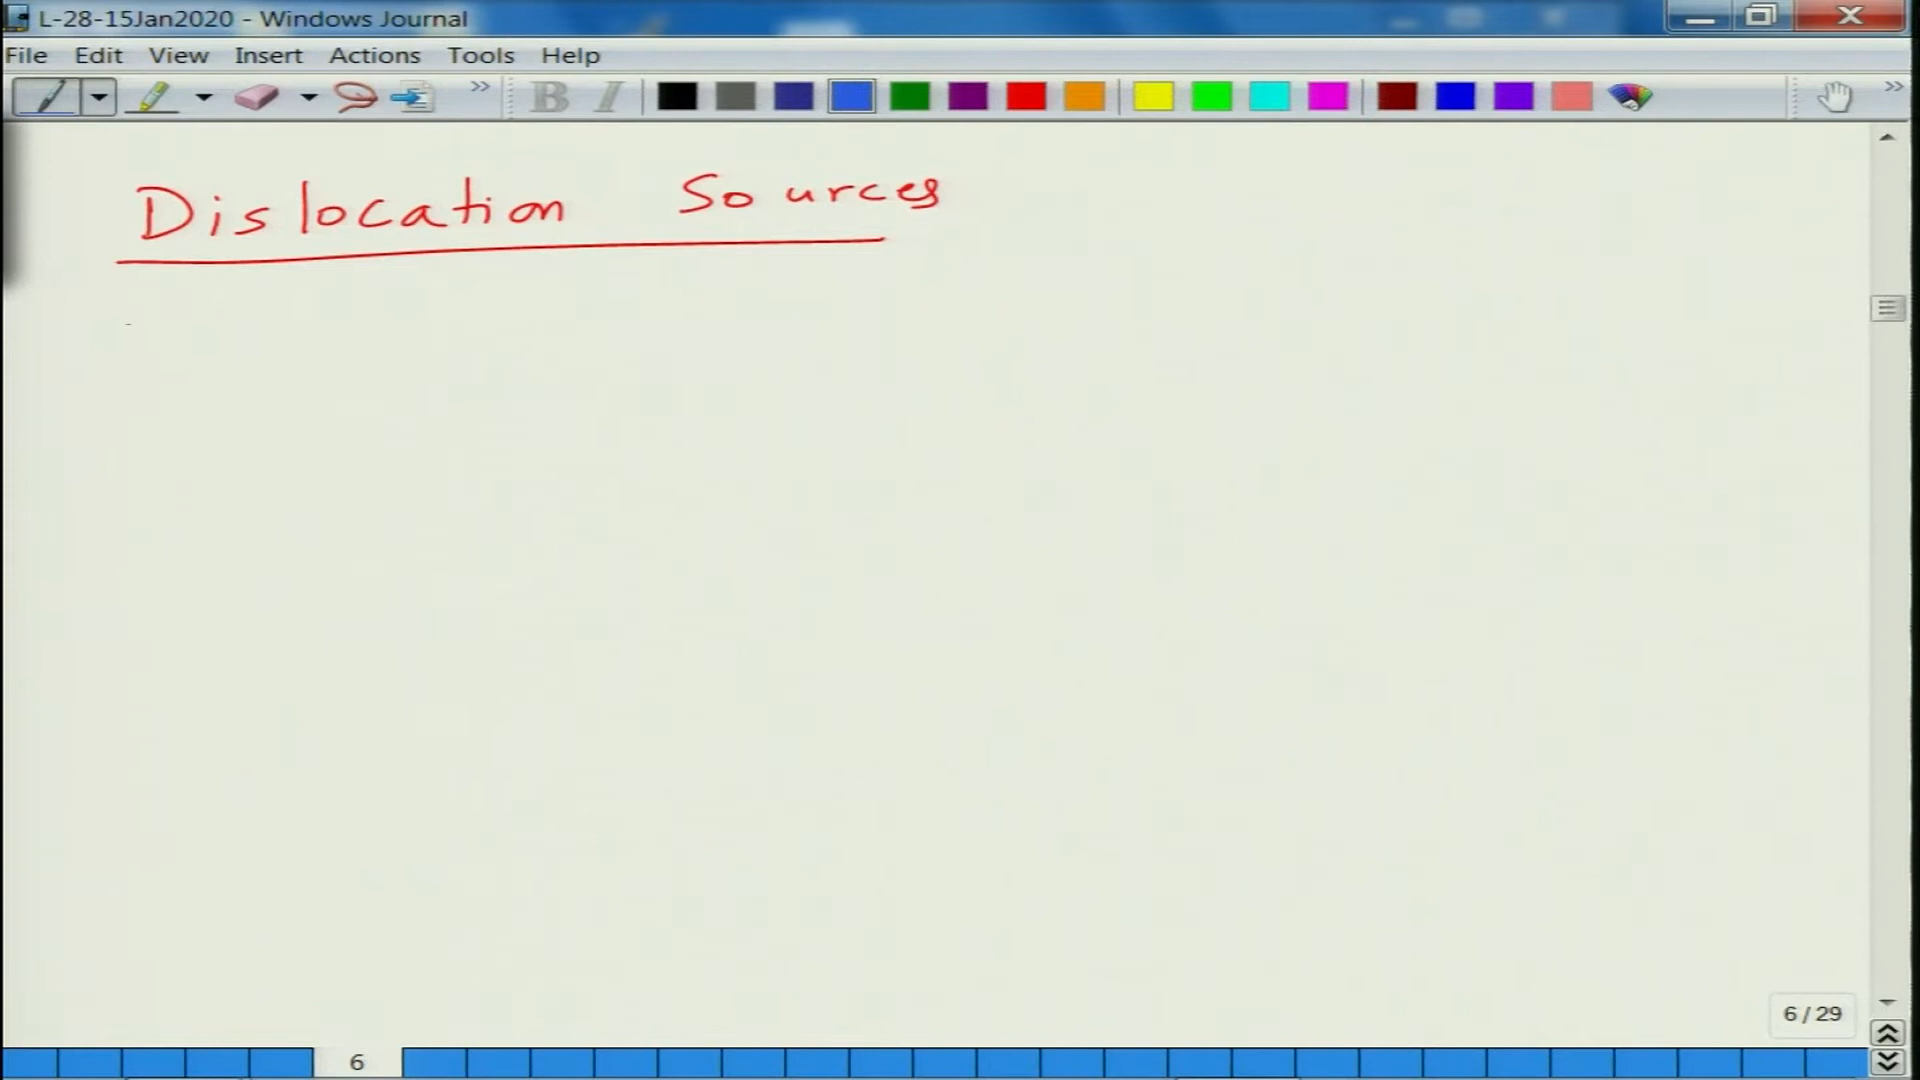 L-28-15Jan2020 - Windows Journal
File Edit View Insert Actions Tools Help
B I
Dislocation Sources
6 / 29
6